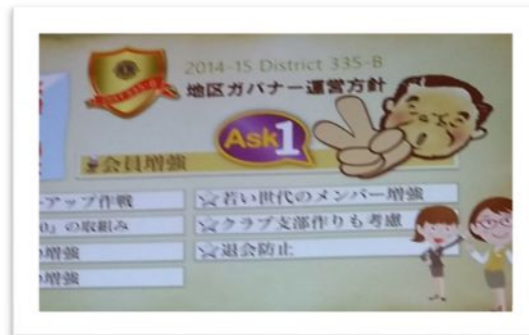 2014-15 District 335-B
地区ガバナー運営方針
Ask1
会員増強
アップ作戦
☆若い世代のメンバー増強
の取組み
☆クラブ支部作りも考慮
増強
☆退会防止
増強